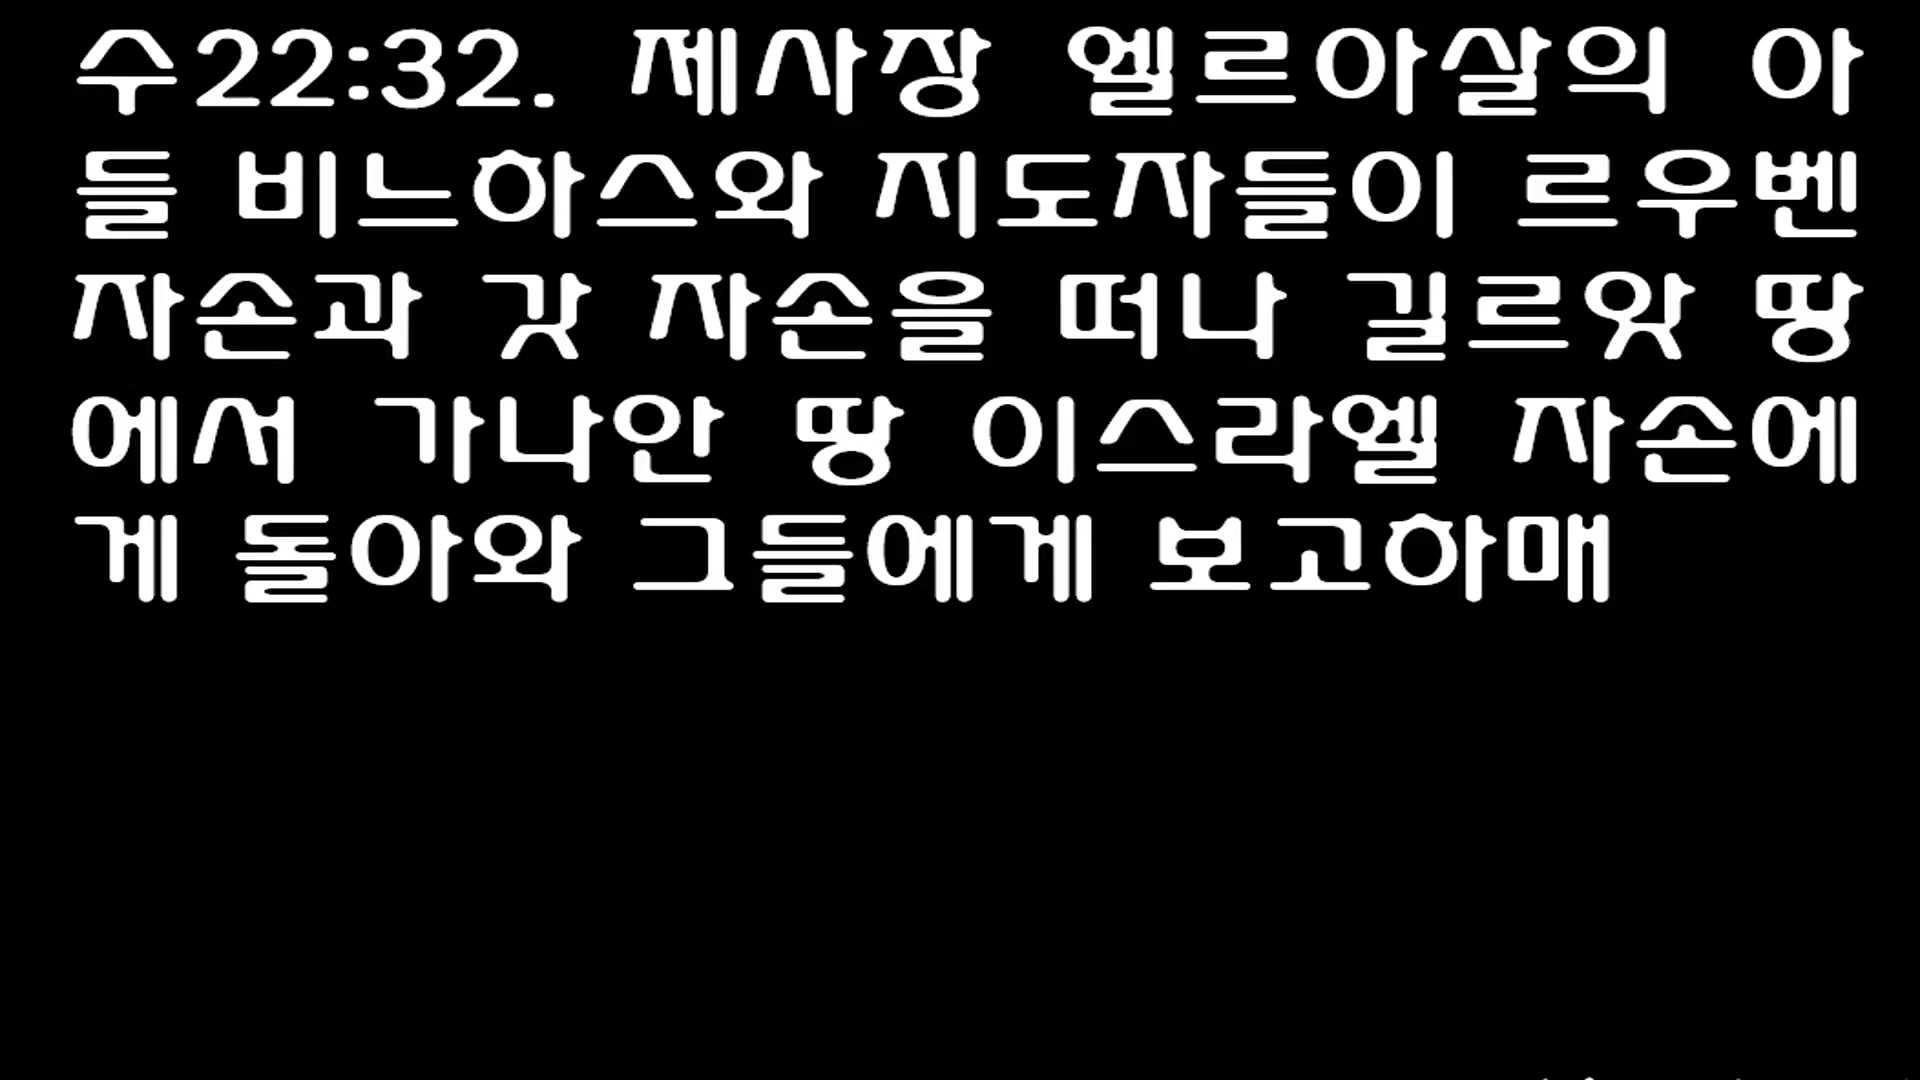 수22:32. 제사장 엘르아살의 아
들 비느하스와 지도자들이 르우벤
자손과 갓 자손을 떠나 길르앗 땅
에서 가나안 땅 이스라엘 자손에
게 돌아와 그들에게 보고하매